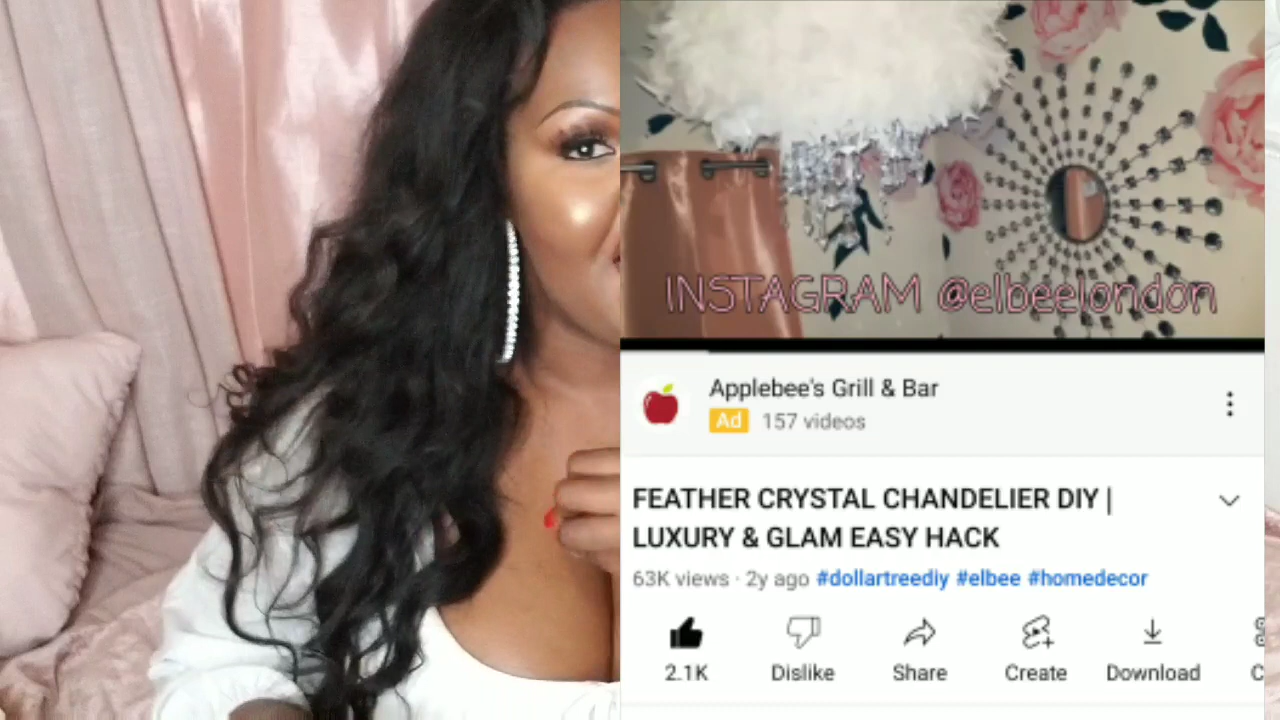 INSTAGRAM @elbeelondon
Applebee's Grill & Bar
Ad 157 videos
FEATHER CRYSTAL CHANDELIER DIY |
LUXURY & GLAM EASY HACK
63K views · 2y ago #dollartreediy #elbee #homedecor
2.1K Dislike Share Create Download